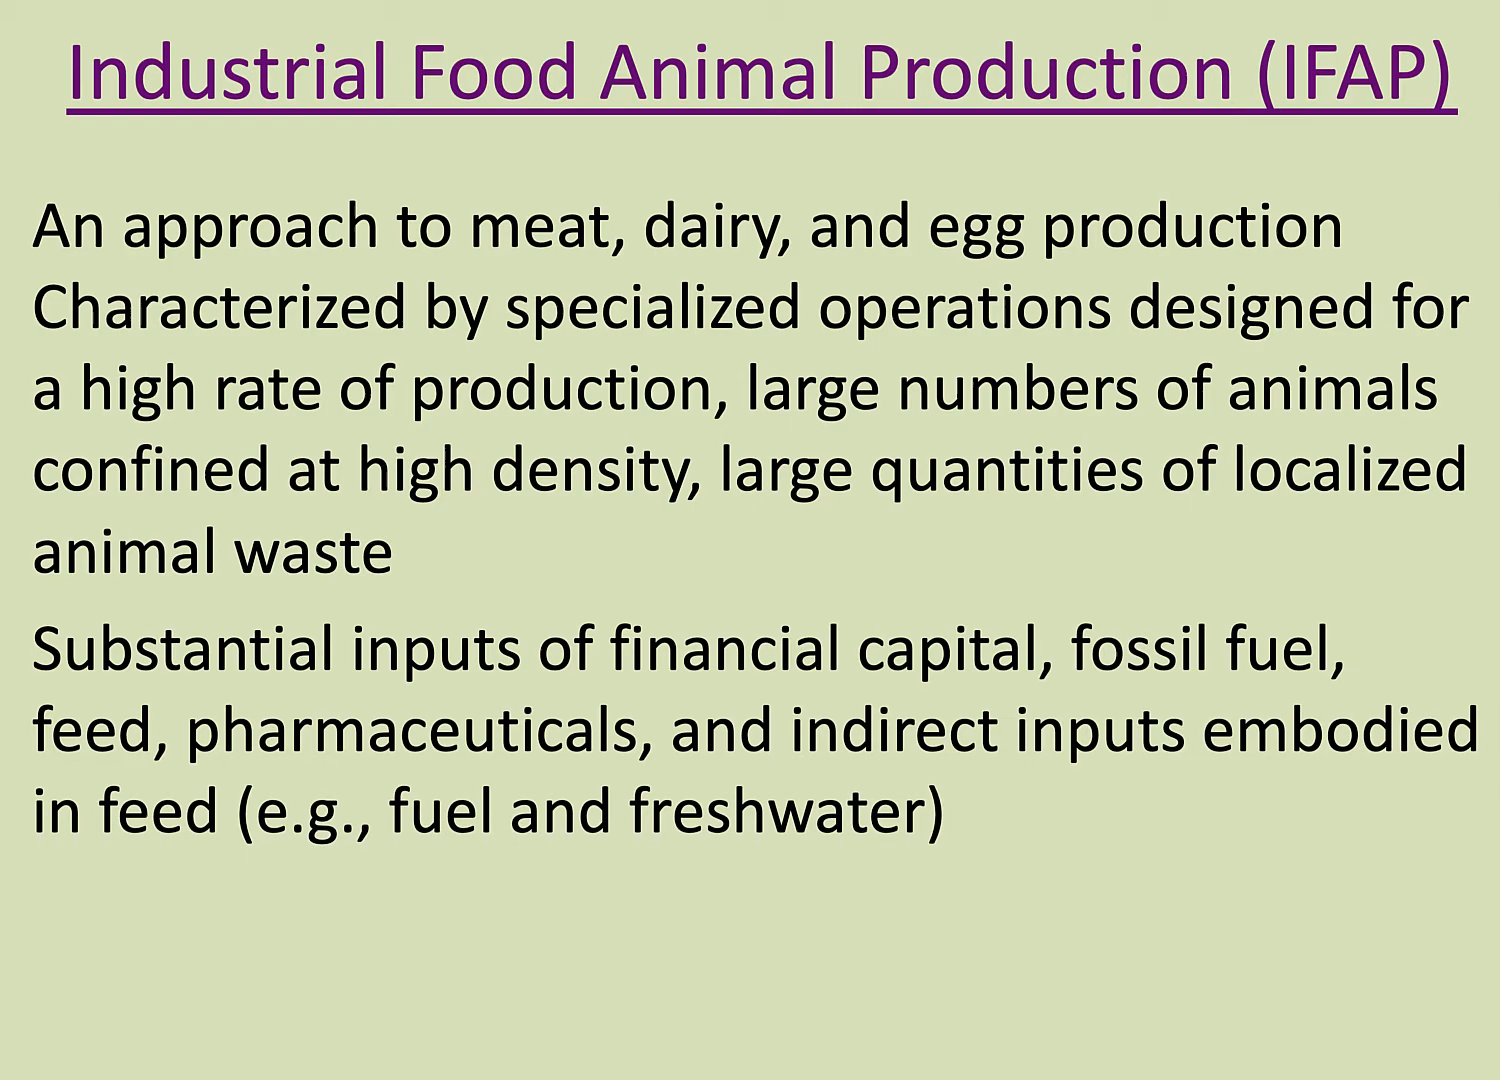 Industrial Food Animal Production (IFAP)
An approach to meat, dairy, and egg production
Characterized by specialized operations designed for
a high rate of production, large numbers of animals
confined at high density, large quantities of localized
animal waste
Substantial inputs of financial capital, fossil fuel,
feed, pharmaceuticals, and indirect inputs embodied
in feed (e.g., fuel and freshwater)